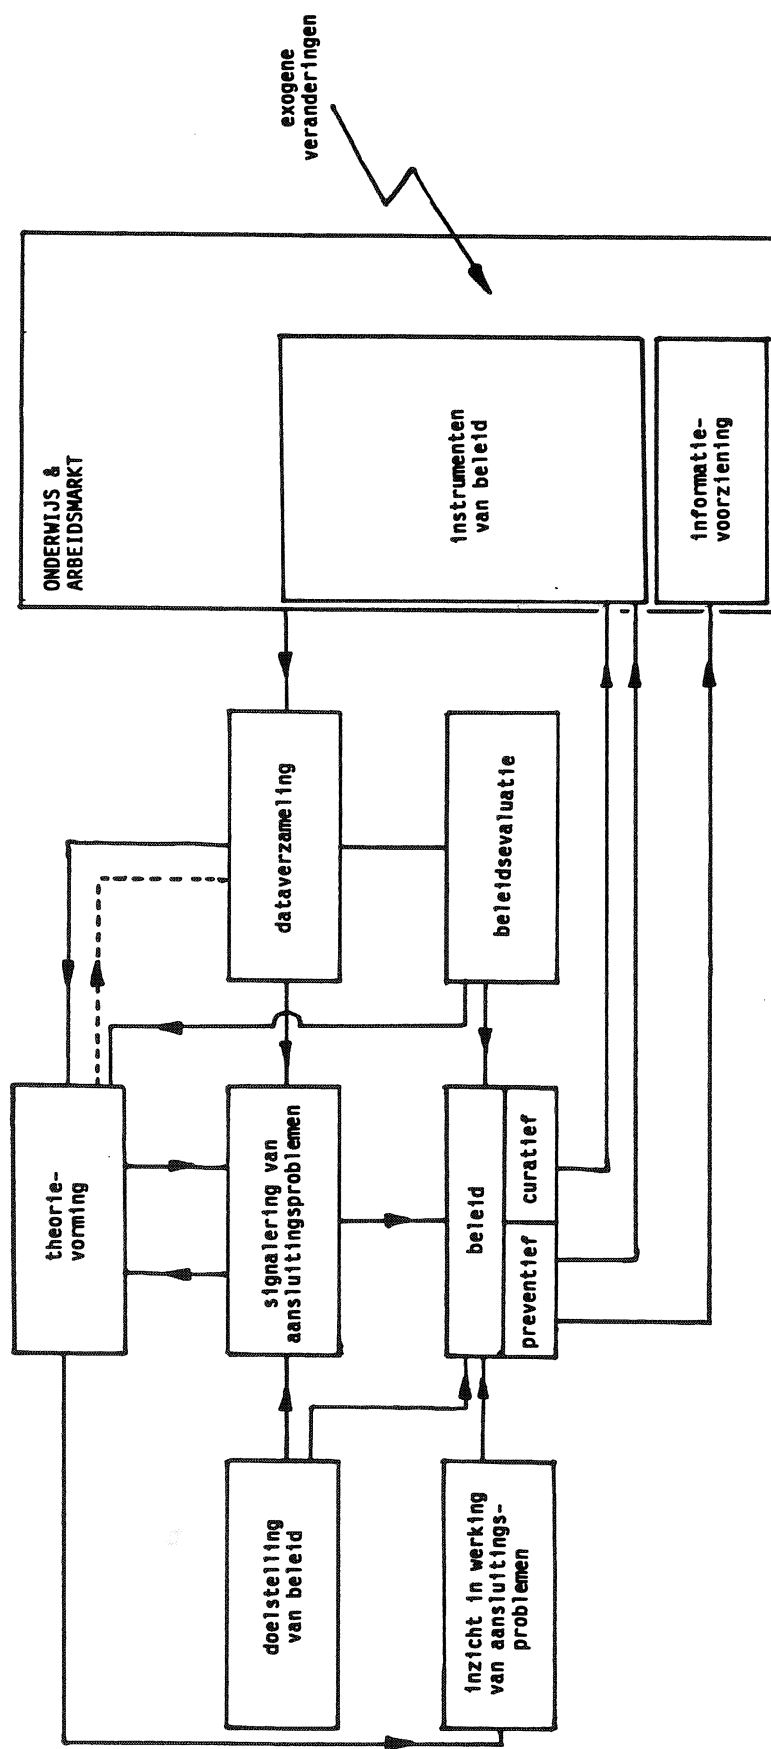 theorie-
vorming
doelstelling
van beleid
signalering van
aansluitingsproblemen
dataverzameling
ONDERWIJS &
ARBEIDSMARKT
exogene
veranderingen
inzicht in werking
van aansluitings-
problemen
beleid
preventief
curatief
beleidsevaluatie
instrumenten
van beleid
informatie-
voorziening